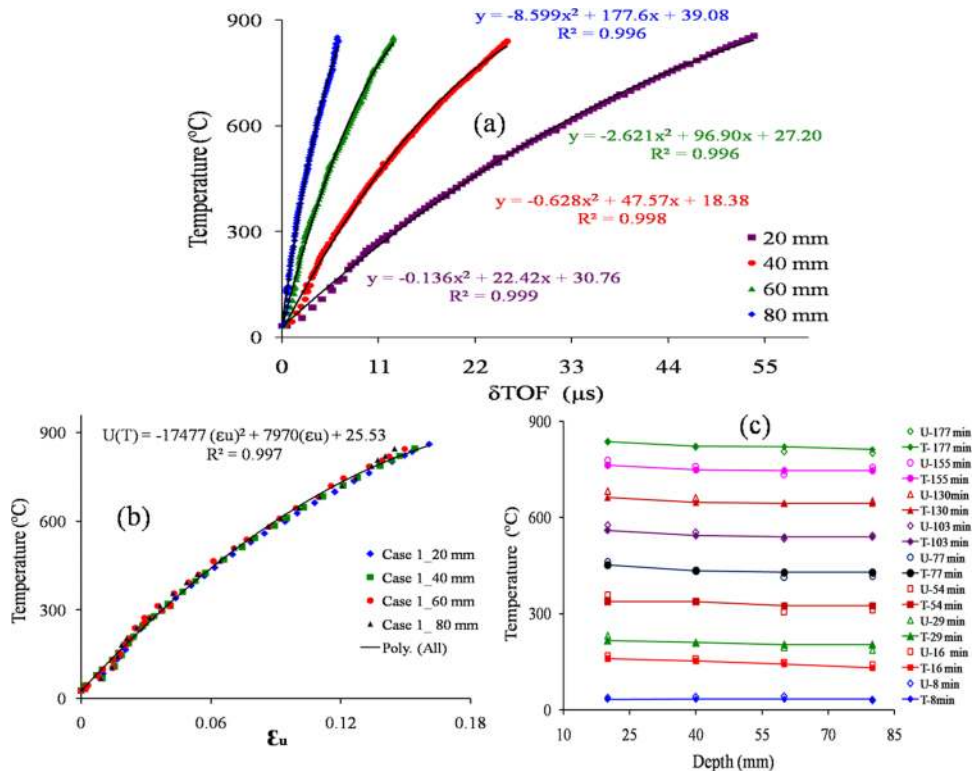 900
600
300
0
Temperature (ºC)
y = -8.599x² + 177.6x + 39.08
R² = 0.996
(a)
y = -2.621x² + 96.90x + 27.20
R² = 0.996
y = -0.628x² + 47.57x + 18.38
R² = 0.998
y = -0.136x² + 22.42x + 30.76
R² = 0.999
20 mm
40 mm
60 mm
80 mm
0 11 22 33 44 55
δTOF (µs)
900
600
300
0
Temperature (ºC)
U(T) = -17477 (εu)² + 7970(εu) + 25.53
R² = 0.997
(b)
Case 1_20 mm
Case 1_40 mm
Case 1_60 mm
Case 1_ 80 mm
Poly. (All)
0 0.06 0.12 0.18
εu
(c)
900
600
300
0
Temperature (ºC)
U-177 min
T- 177 min
U-155 min
T-155 min
U-130min
T-130 min
U-103 min
T-103 min
U-77 min
T-77 min
U-54 min
T-54 min
U-29 min
T-29 min
U-16 min
T-16 min
U-8 min
T-8min
10 25 40 55 70 85
Depth (mm)